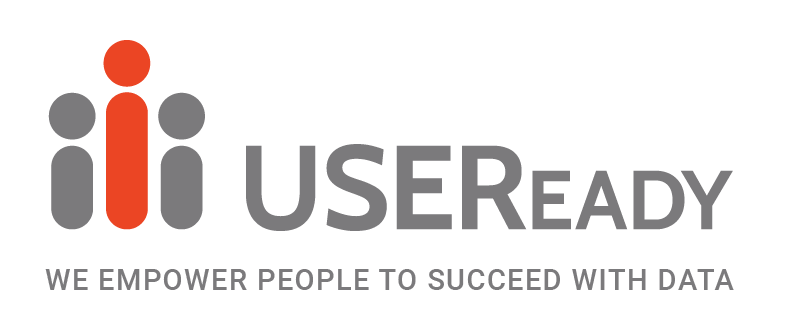 USEREADY
WE EMPOWER PEOPLE TO SUCCEED WITH DATA